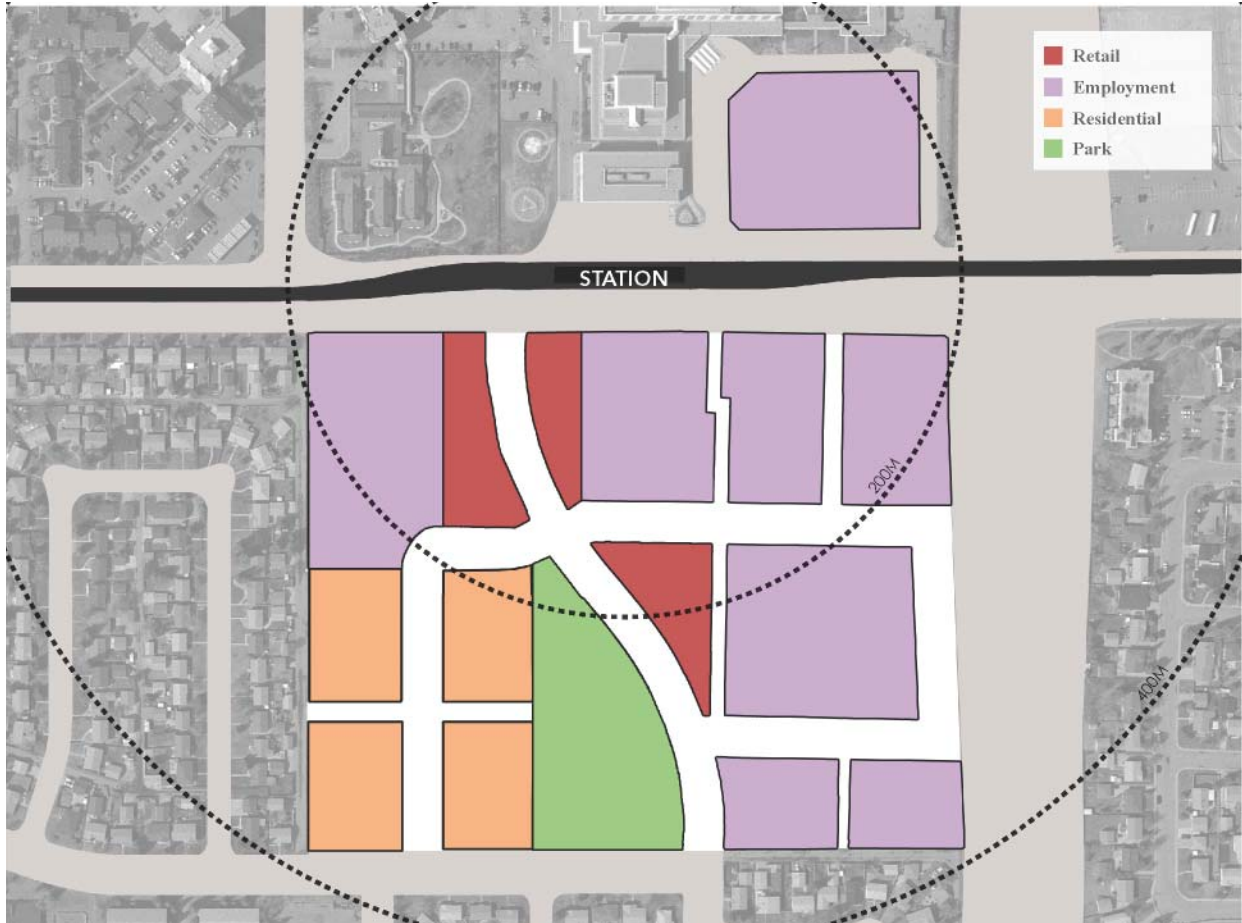 Retail
Employment
Residential
Park
STATION
200M
400M